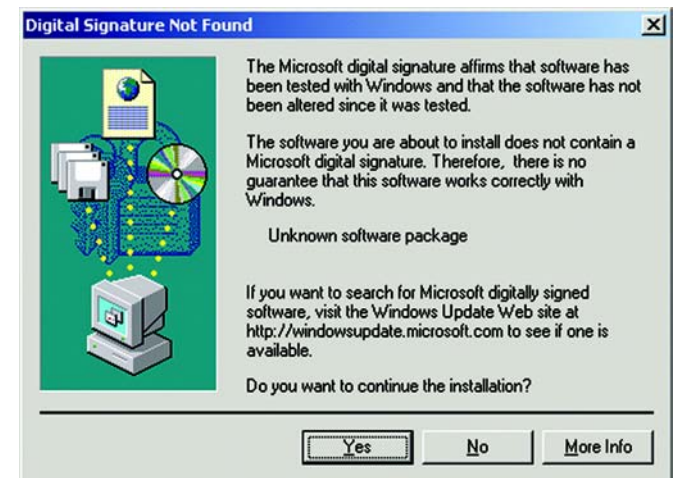 Digital Signature Not Found
The Microsoft digital signature affirms that software has
been tested with Windows and that the software has not
been altered since it was tested.
The software you are about to install does not contain a
Microsoft digital signature. Therefore, there is no
guarantee that this software works correctly with
Windows.
Unknown software package
If you want to search for Microsoft digitally signed
software, visit the Windows Update Web site at
http://windowsupdate.microsoft.com to see if one is
available.
Do you want to continue the installation?
Yes
No
More Info